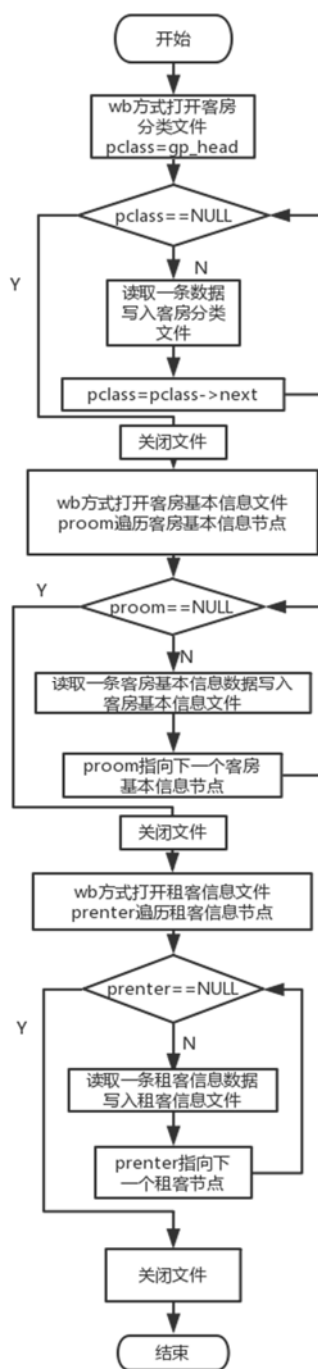 开始
wb方式打开客房
分类文件
pclass=gp_head
pclass==NULL
Y
N
读取一条数据
写入客房分类
文件
pclass=pclass->next
关闭文件
wb方式打开客房基本信息文件
proom遍历客房基本信息节点
Y
proom==NULL
N
读取一条客房基本信息数据写入
客房基本信息文件
proom指向下一个客房
基本信息节点
关闭文件
wb方式打开租客信息文件
prenter遍历租客信息节点
prenter==NULL
Y
N
读取一条租客信息数据
写入租客信息文件
prenter指向下
一个租客节点
关闭文件
结束